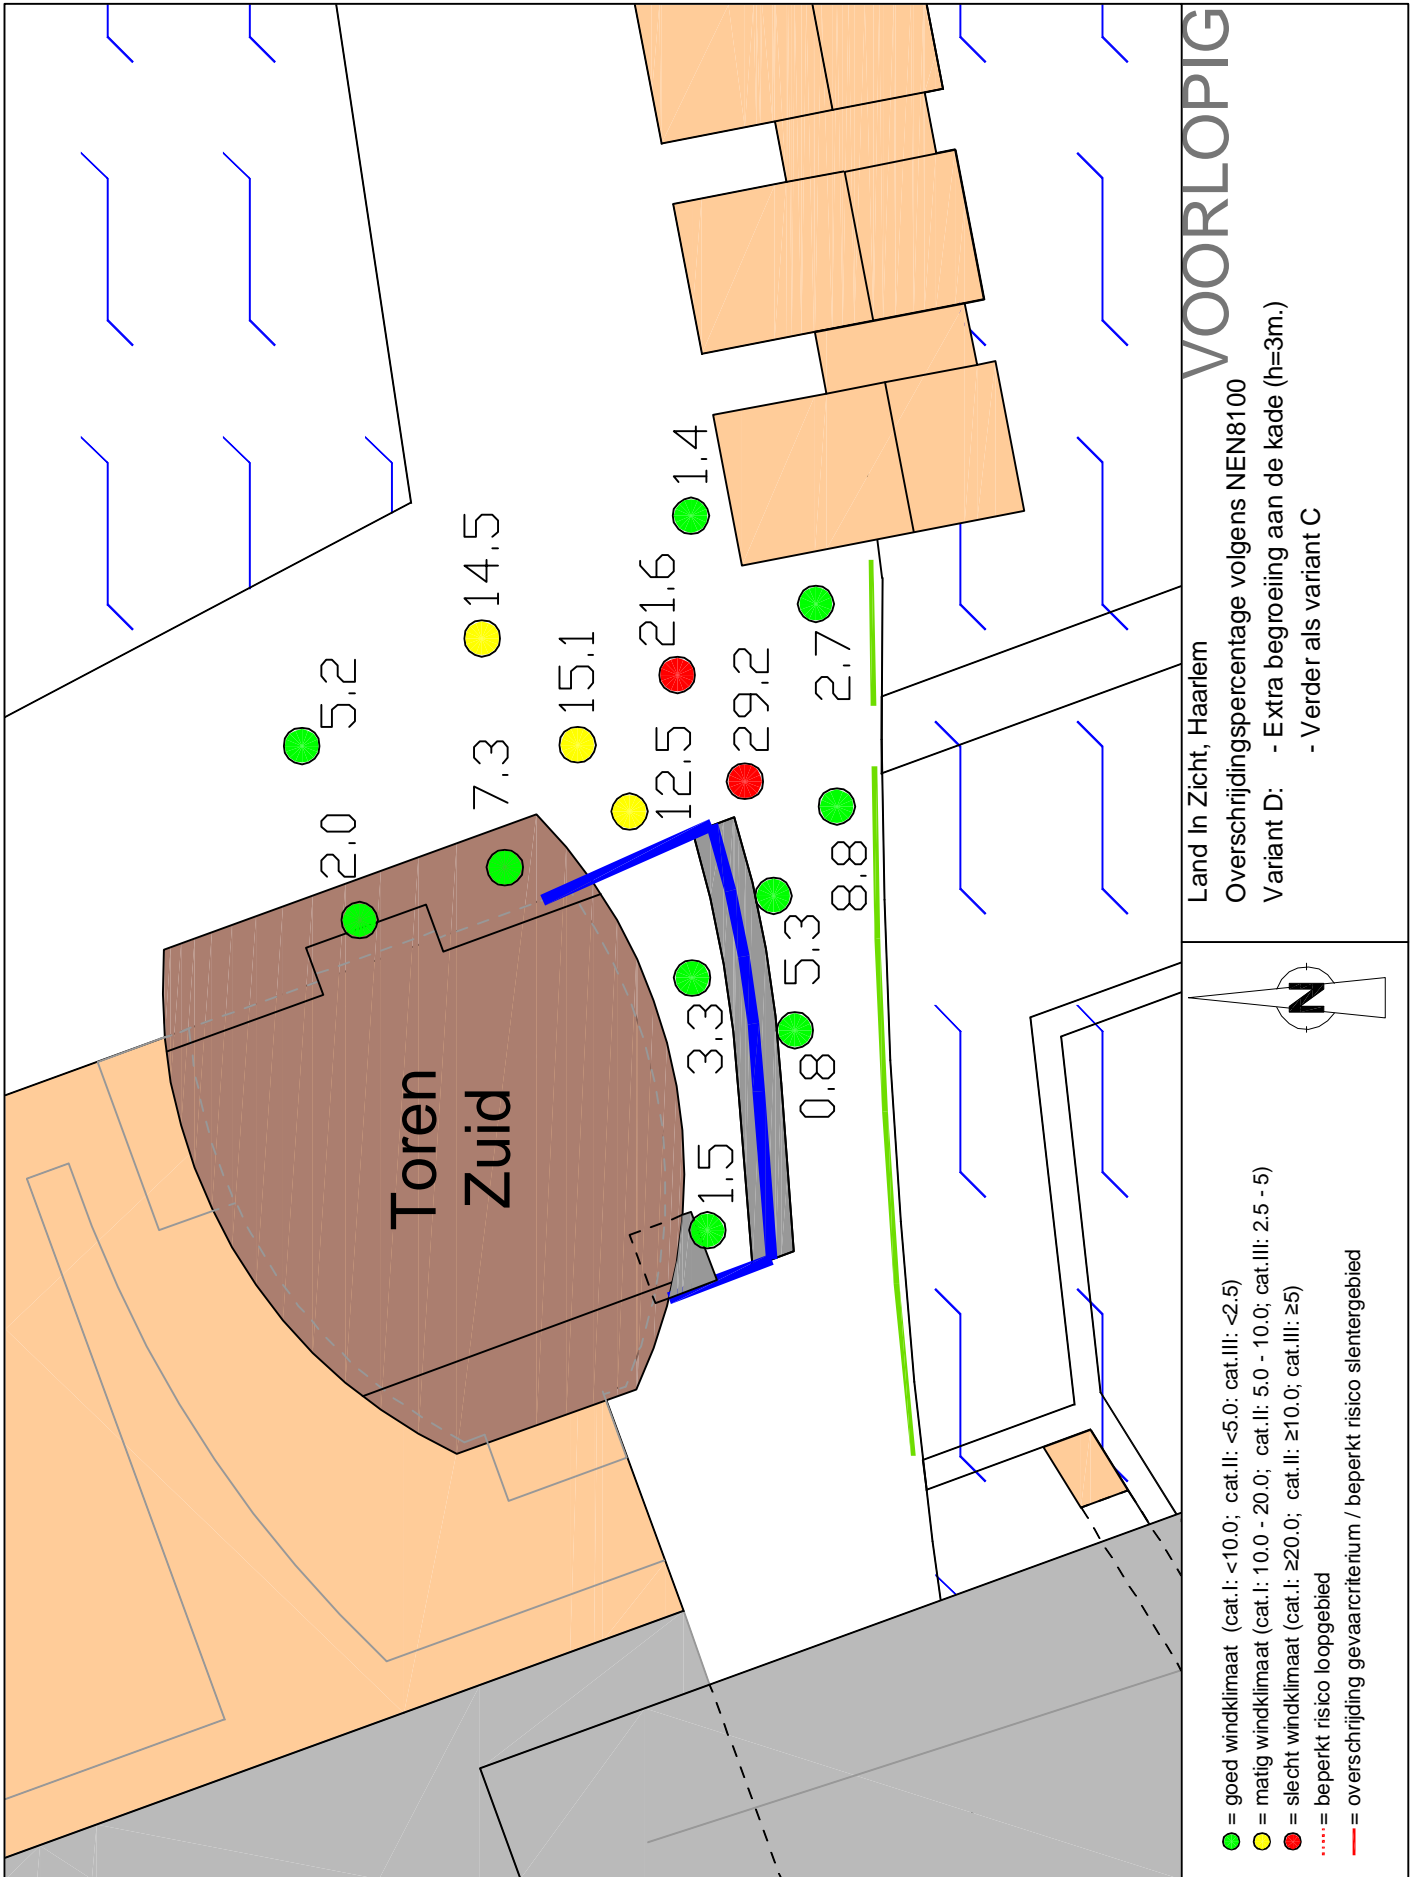 5.2
2.0
14.5
7.3
15.1
1.4
21.6
12.5
29.2
2.7
8.8
5.3
3.3
0.8
1.5
Toren
Zuid
VOORLOPIG
Land In Zicht, Haarlem
Overschrijdingspercentage volgens NEN8100
Variant D: - Extra begroeiing aan de kade (h=3m.)
- Verder als variant C
N
= goed windklimaat (cat.I: <10.0; cat.II: <5.0: cat.III: <2.5)
= matig windklimaat (cat.I: 10.0 - 20.0; cat.II: 5.0 - 10.0; cat.III: 2.5 - 5)
= slecht windklimaat (cat.I: ≥20.0; cat.II: ≥10.0; cat.III: ≥5)
= beperkt risico loopgebied
= overschrijding gevaarcriterium / beperkt risico slentergebied